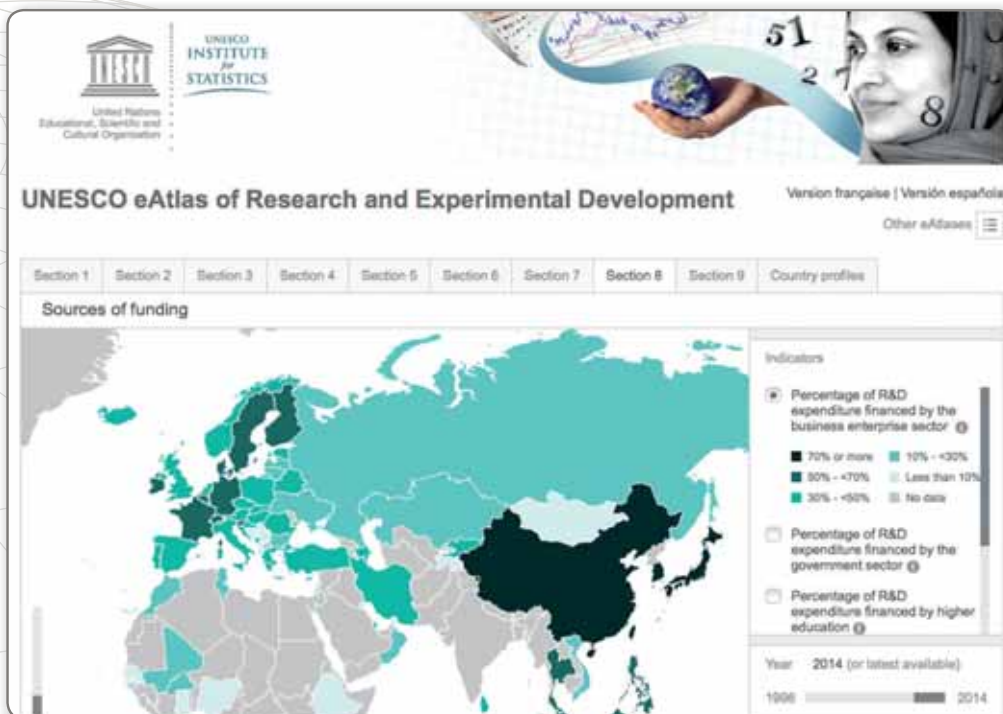 UNESCO
INSTITUTE
for
STATISTICS
UNESCO
United Nations
Educational, Scientific and
Cultural Organization
51
2
7
8
UNESCO eAtlas of Research and Experimental Development
Version française | Versión española
Other eAtlases
Section 1
Section 2
Section 3
Section 4
Section 5
Section 6
Section 7
Section 8
Section 9
Country profiles
Sources of funding
Indicators
Percentage of R&D
expenditure financed by the
business enterprise sector
70% or more
10% - <30%
50% - <70%
Less than 10%
30% - <50%
No data
Percentage of R&D
expenditure financed by the
government sector
Percentage of R&D
expenditure financed by higher
education
Year 2014 (or latest available)
1996
2014